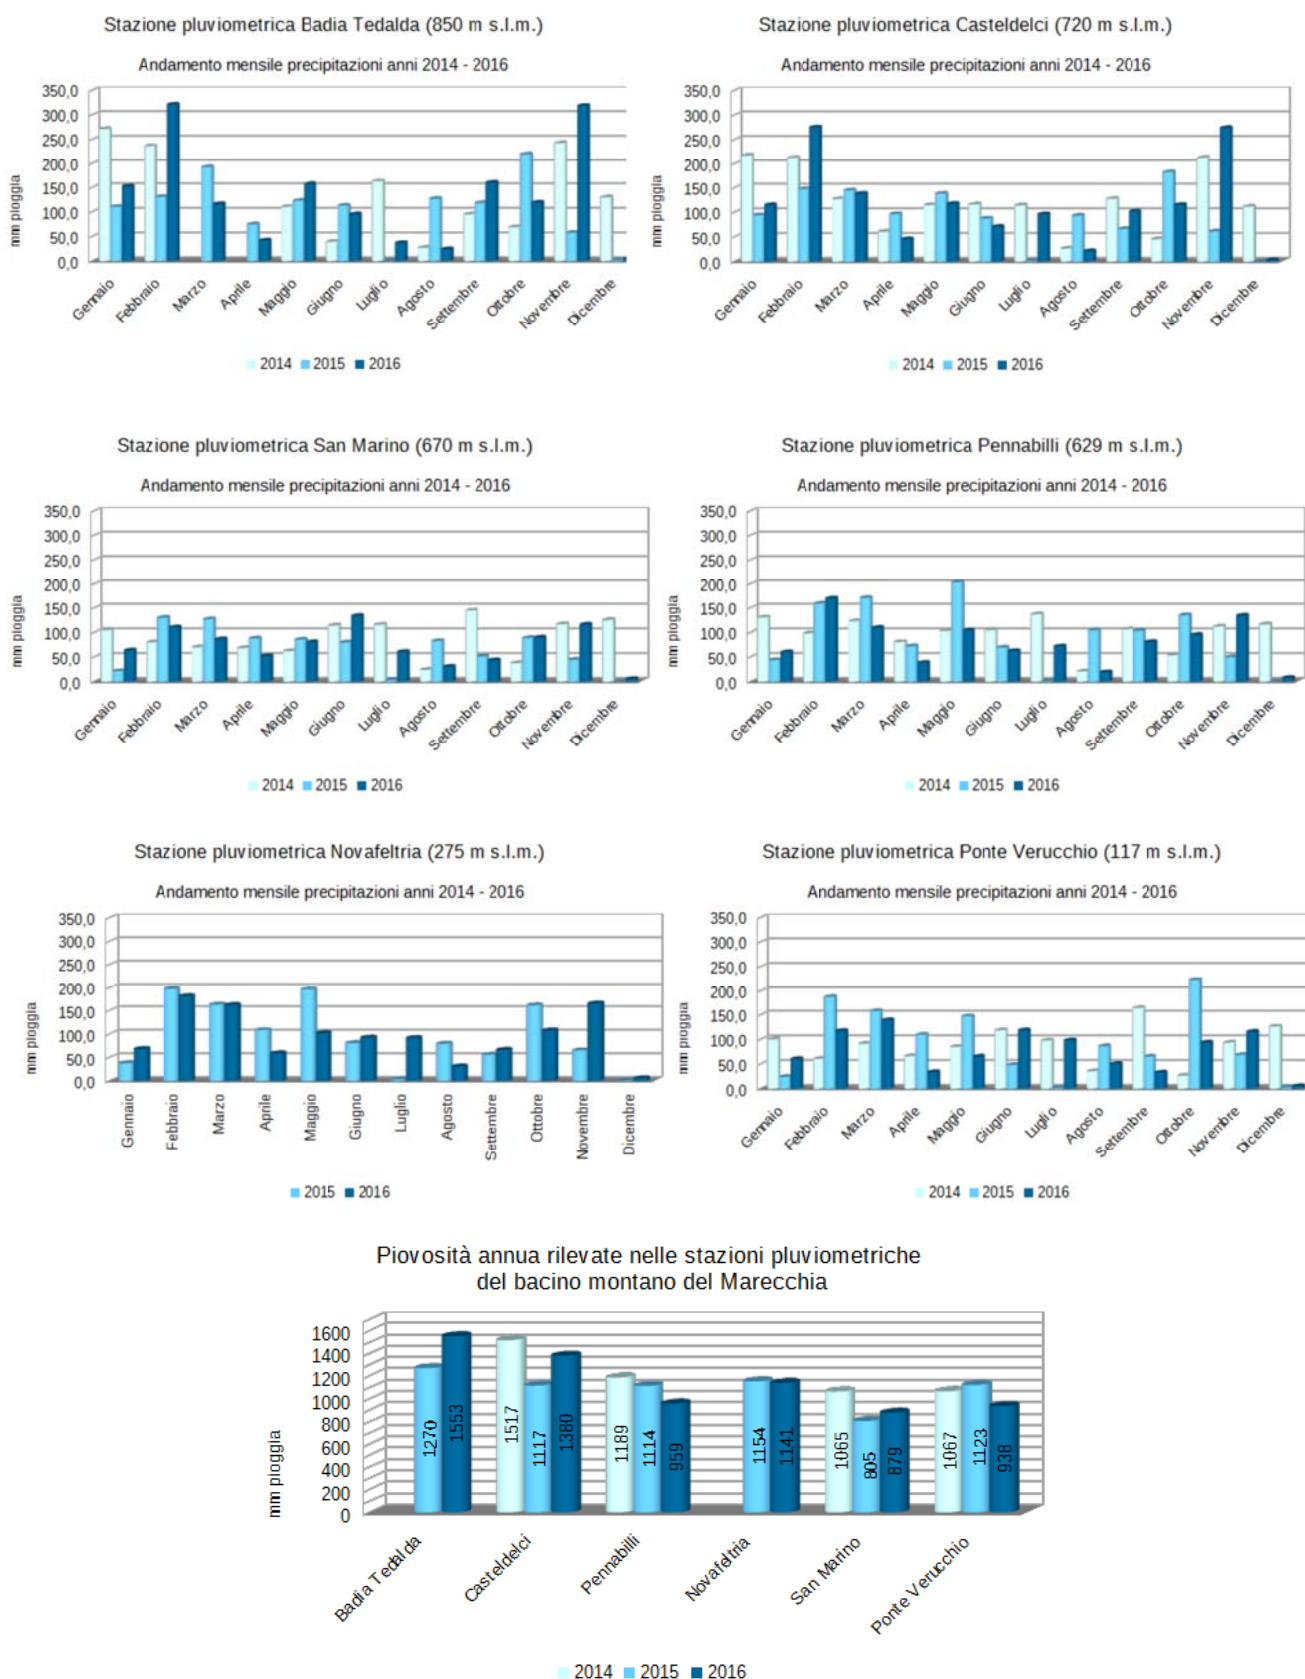 Stazione pluviometrica Badia Tedalda (850 m s.l.m.)
Andamento mensile precipitazioni anni 2014 - 2016
mm pioggia
350,0
300,0
250,0
200,0
150,0
100,0
50,0
0,0
Gennaio
Febbraio
Marzo
Aprile
Maggio
Giugno
Luglio
Agosto
Settembre
Ottobre
Novembre
Dicembre
2014 2015 2016
Stazione pluviometrica Casteldelci (720 m s.l.m.)
Andamento mensile precipitazioni anni 2014 - 2016
mm pioggia
350,0
300,0
250,0
200,0
150,0
100,0
50,0
0,0
Gennaio
Febbraio
Marzo
Aprile
Maggio
Giugno
Luglio
Agosto
Settembre
Ottobre
Novembre
Dicembre
2014 2015 2016
Stazione pluviometrica San Marino (670 m s.l.m.)
Andamento mensile precipitazioni anni 2014 - 2016
mm pioggia
350,0
300,0
250,0
200,0
150,0
100,0
50,0
0,0
Gennaio
Febbraio
Marzo
Aprile
Maggio
Giugno
Luglio
Agosto
Settembre
Ottobre
Novembre
Dicembre
2014 2015 2016
Stazione pluviometrica Pennabilli (629 m s.l.m.)
Andamento mensile precipitazioni anni 2014 - 2016
mm pioggia
350,0
300,0
250,0
200,0
150,0
100,0
50,0
0,0
Gennaio
Febbraio
Marzo
Aprile
Maggio
Giugno
Luglio
Agosto
Settembre
Ottobre
Novembre
Dicembre
2014 2015 2016
Stazione pluviometrica Novafeltria (275 m s.l.m.)
Andamento mensile precipitazioni anni 2014 - 2016
mm pioggia
350,0
300,0
250,0
200,0
150,0
100,0
50,0
0,0
Gennaio
Febbraio
Marzo
Aprile
Maggio
Giugno
Luglio
Agosto
Settembre
Ottobre
Novembre
Dicembre
2015 2016
Stazione pluviometrica Ponte Verucchio (117 m s.l.m.)
Andamento mensile precipitazioni anni 2014 - 2016
mm pioggia
350,0
300,0
250,0
200,0
150,0
100,0
50,0
0,0
Gennaio
Febbraio
Marzo
Aprile
Maggio
Giugno
Luglio
Agosto
Settembre
Ottobre
Novembre
Dicembre
2014 2015 2016
Piovosità annua rilevate nelle stazioni pluviometriche
del bacino montano del Marecchia
mm pioggia
1600
1400
1200
1000
800
600
400
200
0
1270
1553
1517
1117
1380
1189
1114
959
1154
1141
1065
805
879
1067
1123
938
Badia Tedalda
Casteldelci
Pennabilli
Novafeltria
San Marino
Ponte Verucchio
2014 2015 2016